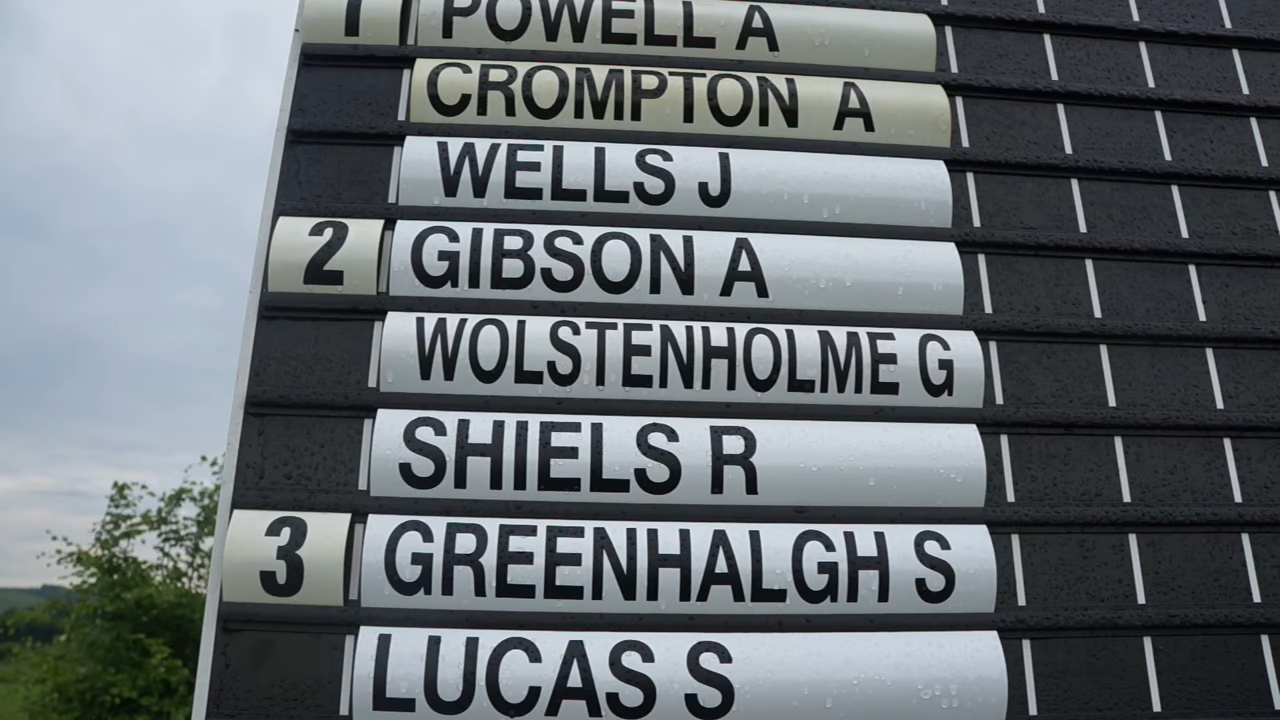 1 POWELL A
CROMPTON A
WELLS J
2 GIBSON A
WOLSTENHOLME G
SHIELS R
3 GREENHALGH S
LUCAS S